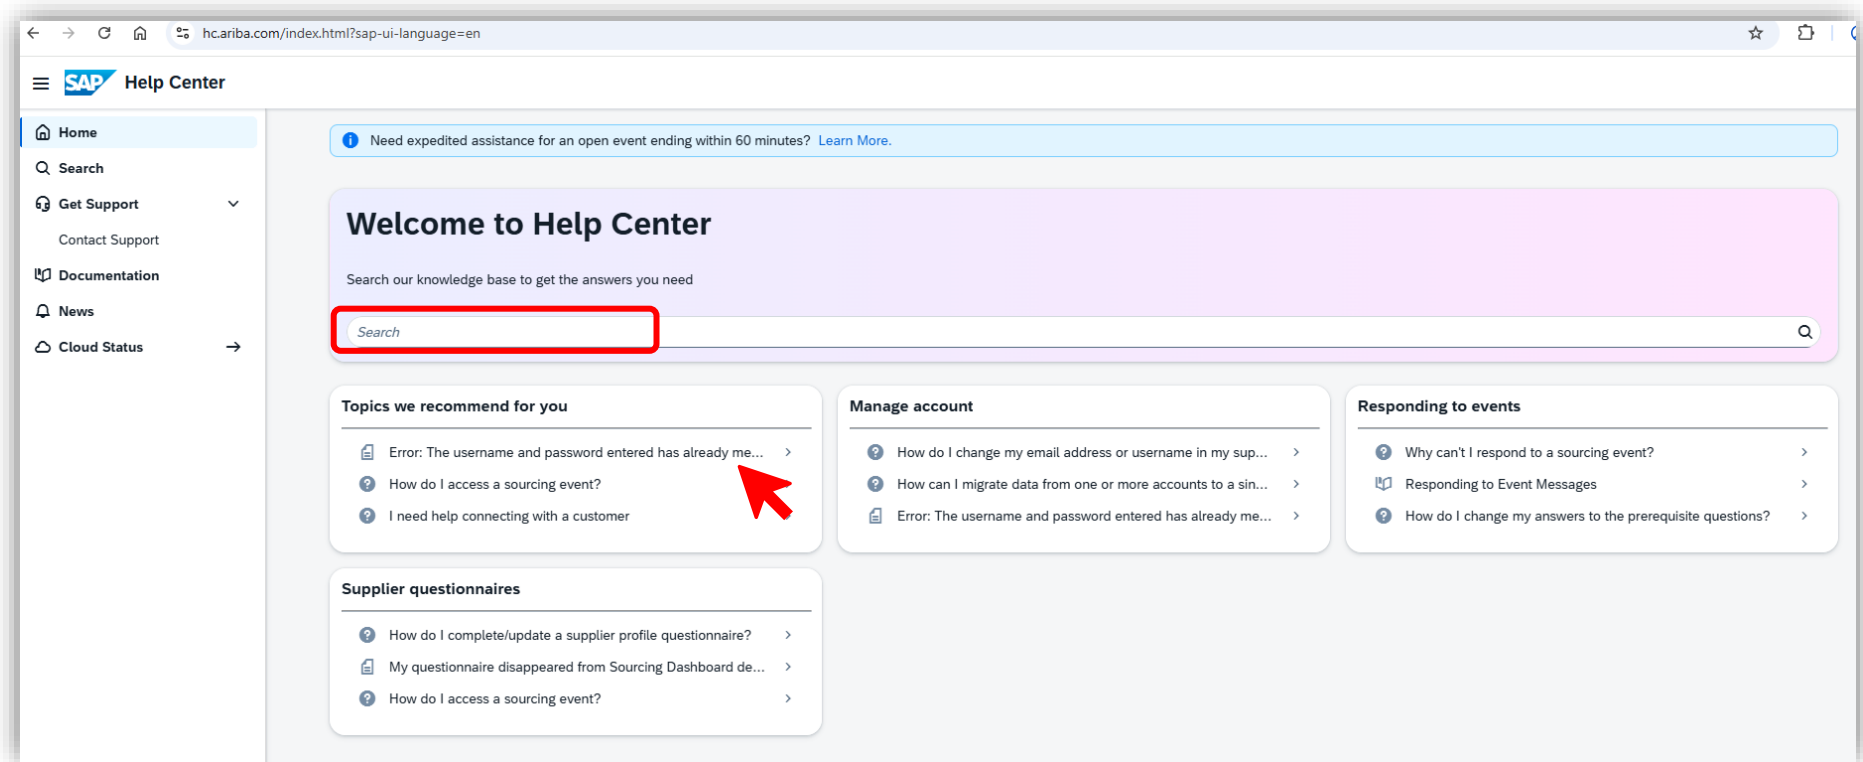 hc.ariba.com/index.html?sap-ui-language=en
SAP Help Center
Home
Search
Get Support
Contact Support
Documentation
News
Cloud Status
Need expedited assistance for an open event ending within 60 minutes? Learn More.
Welcome to Help Center
Search our knowledge base to get the answers you need
Search
Topics we recommend for you
Error: The username and password entered has already me...
How do I access a sourcing event?
I need help connecting with a customer
Manage account
How do I change my email address or username in my sup...
How can I migrate data from one or more accounts to a sin...
Error: The username and password entered has already me...
Responding to events
Why can't I respond to a sourcing event?
Responding to Event Messages
How do I change my answers to the prerequisite questions?
Supplier questionnaires
How do I complete/update a supplier profile questionnaire?
My questionnaire disappeared from Sourcing Dashboard de...
How do I access a sourcing event?